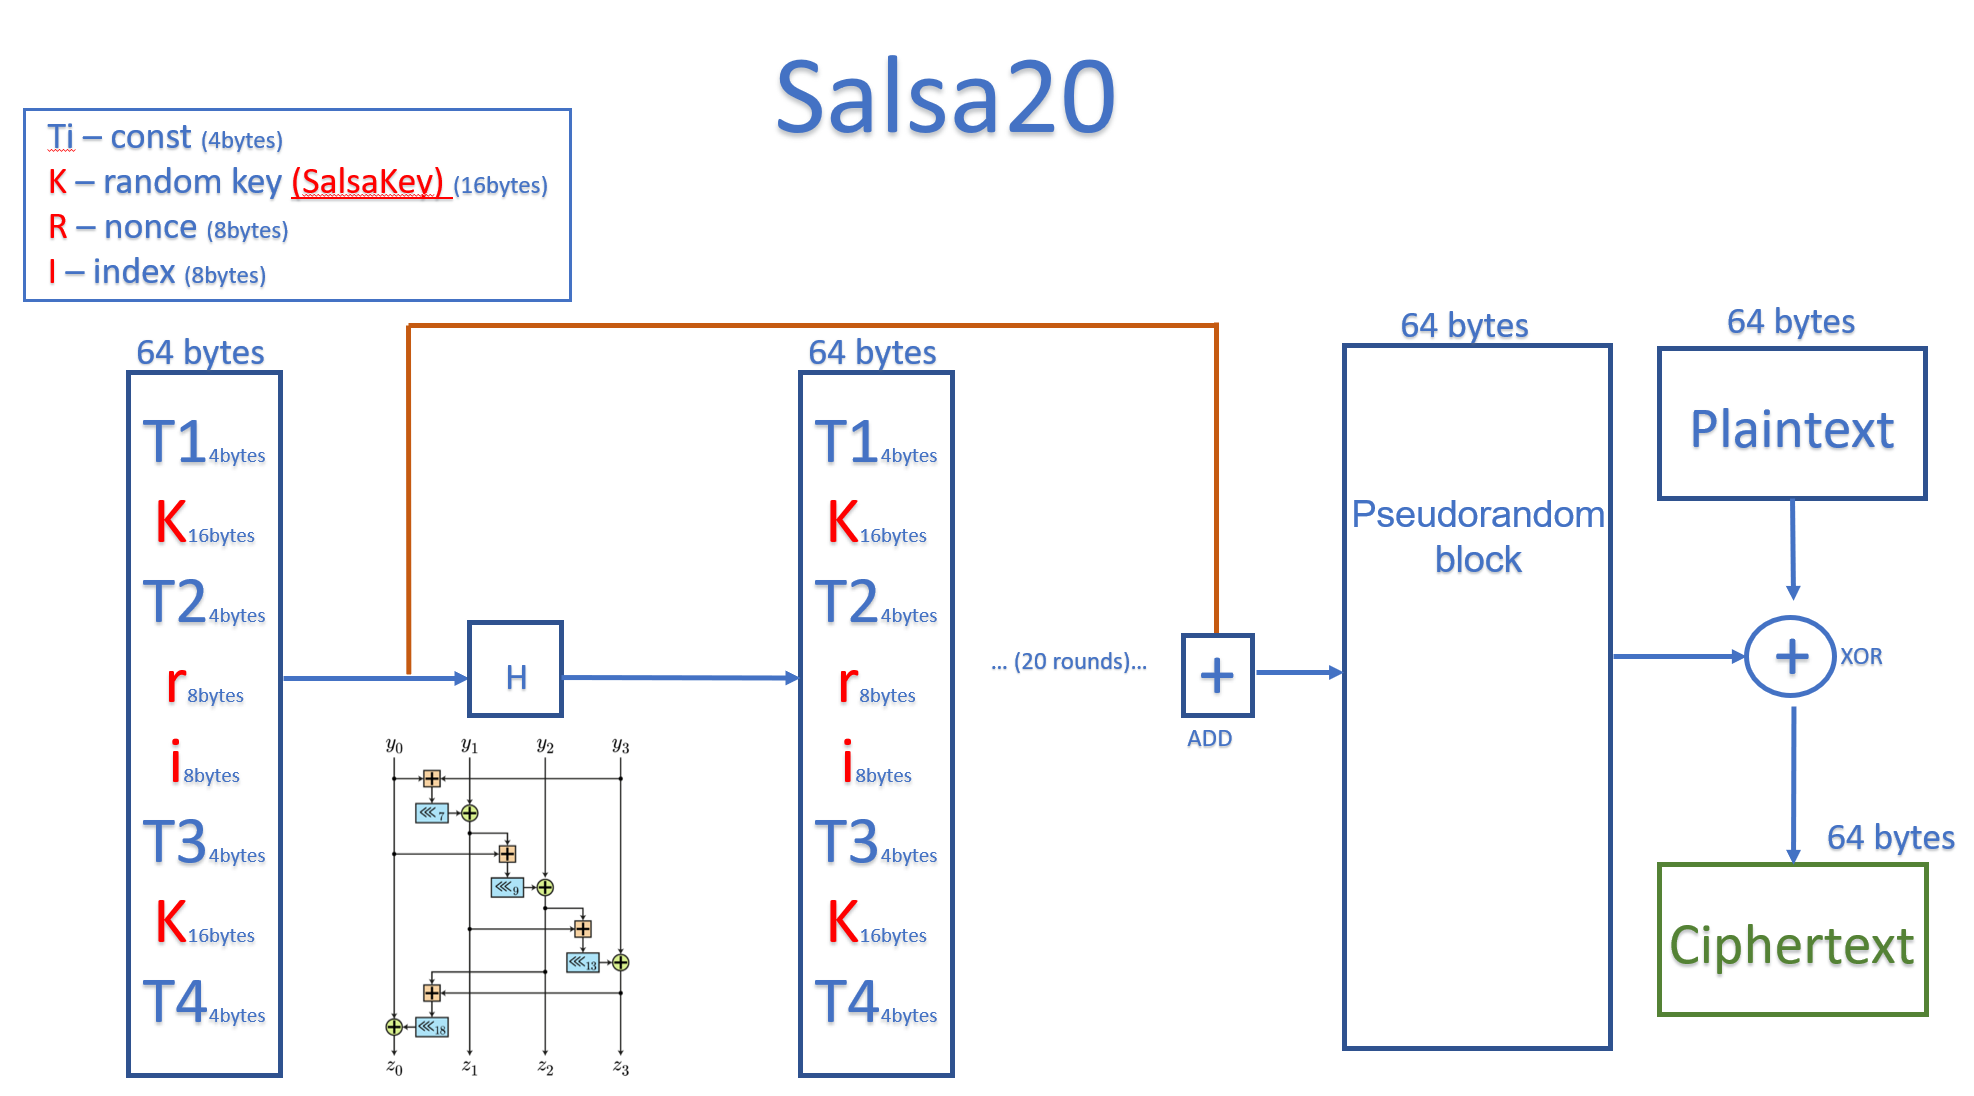 Salsa20
Ti – const (4bytes)
K – random key (SalsaKey) (16bytes)
R – nonce (8bytes)
I – index (8bytes)
64 bytes
T1 4bytes
K 16bytes
T2 4bytes
r 8bytes
i 8bytes
T3 4bytes
K 16bytes
T4 4bytes
H
y0 y1 y2 y3
+
<<< 7 +
+
<<< 9 +
+
<<< 13 +
+
+ <<< 18
z0 z1 z2 z3
64 bytes
T1 4bytes
K 16bytes
T2 4bytes
r 8bytes
i 8bytes
T3 4bytes
K 16bytes
T4 4bytes
... (20 rounds)...
+
ADD
64 bytes
Pseudorandom
block
64 bytes
Plaintext
+ XOR
64 bytes
Ciphertext